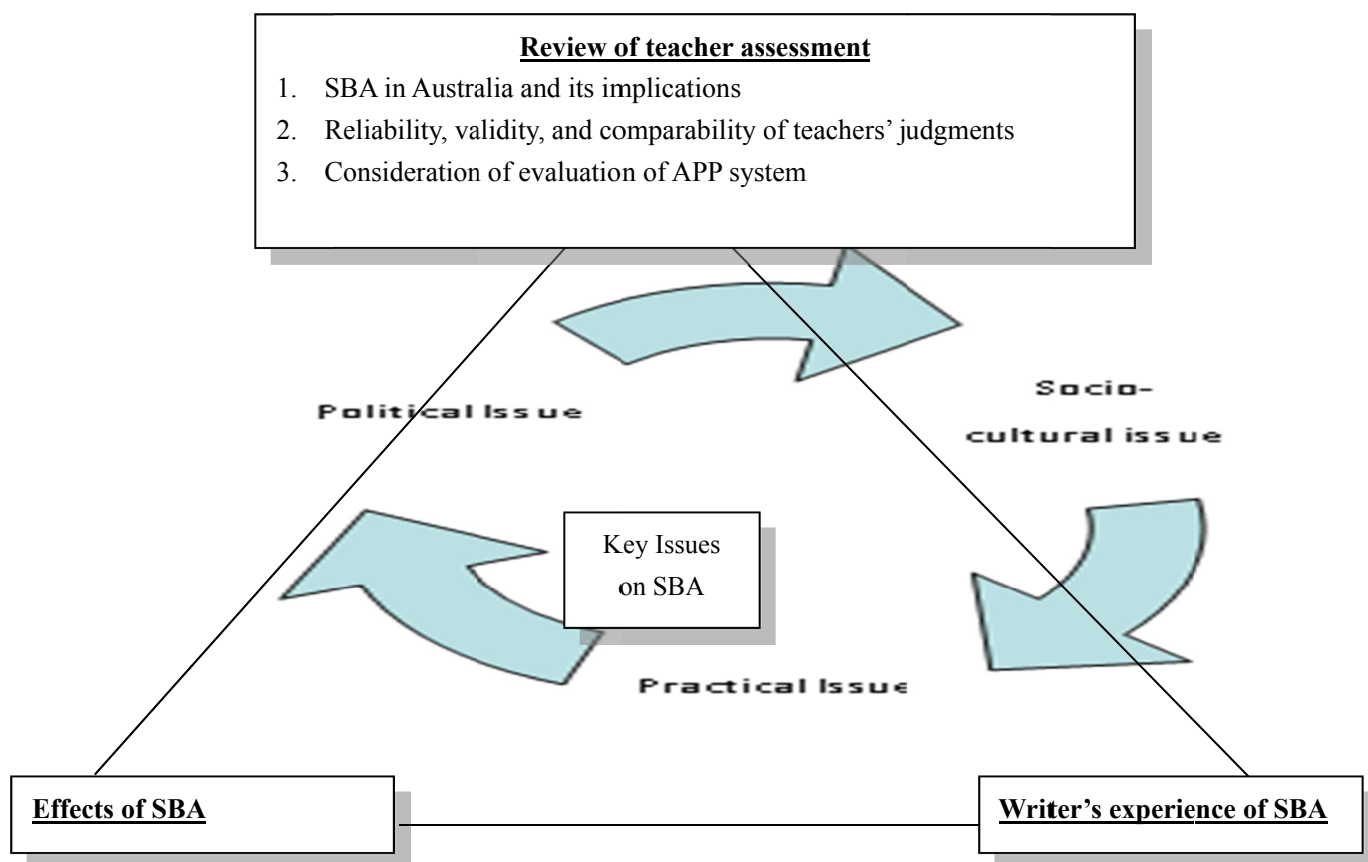 Review of teacher assessment
1. SBA in Australia and its implications
2. Reliability, validity, and comparability of teachers’ judgments
3. Consideration of evaluation of APP system
Political Issue
Socio-
cultural issue
Key Issues
on SBA
Practical Issue
Effects of SBA
Writer’s experience of SBA